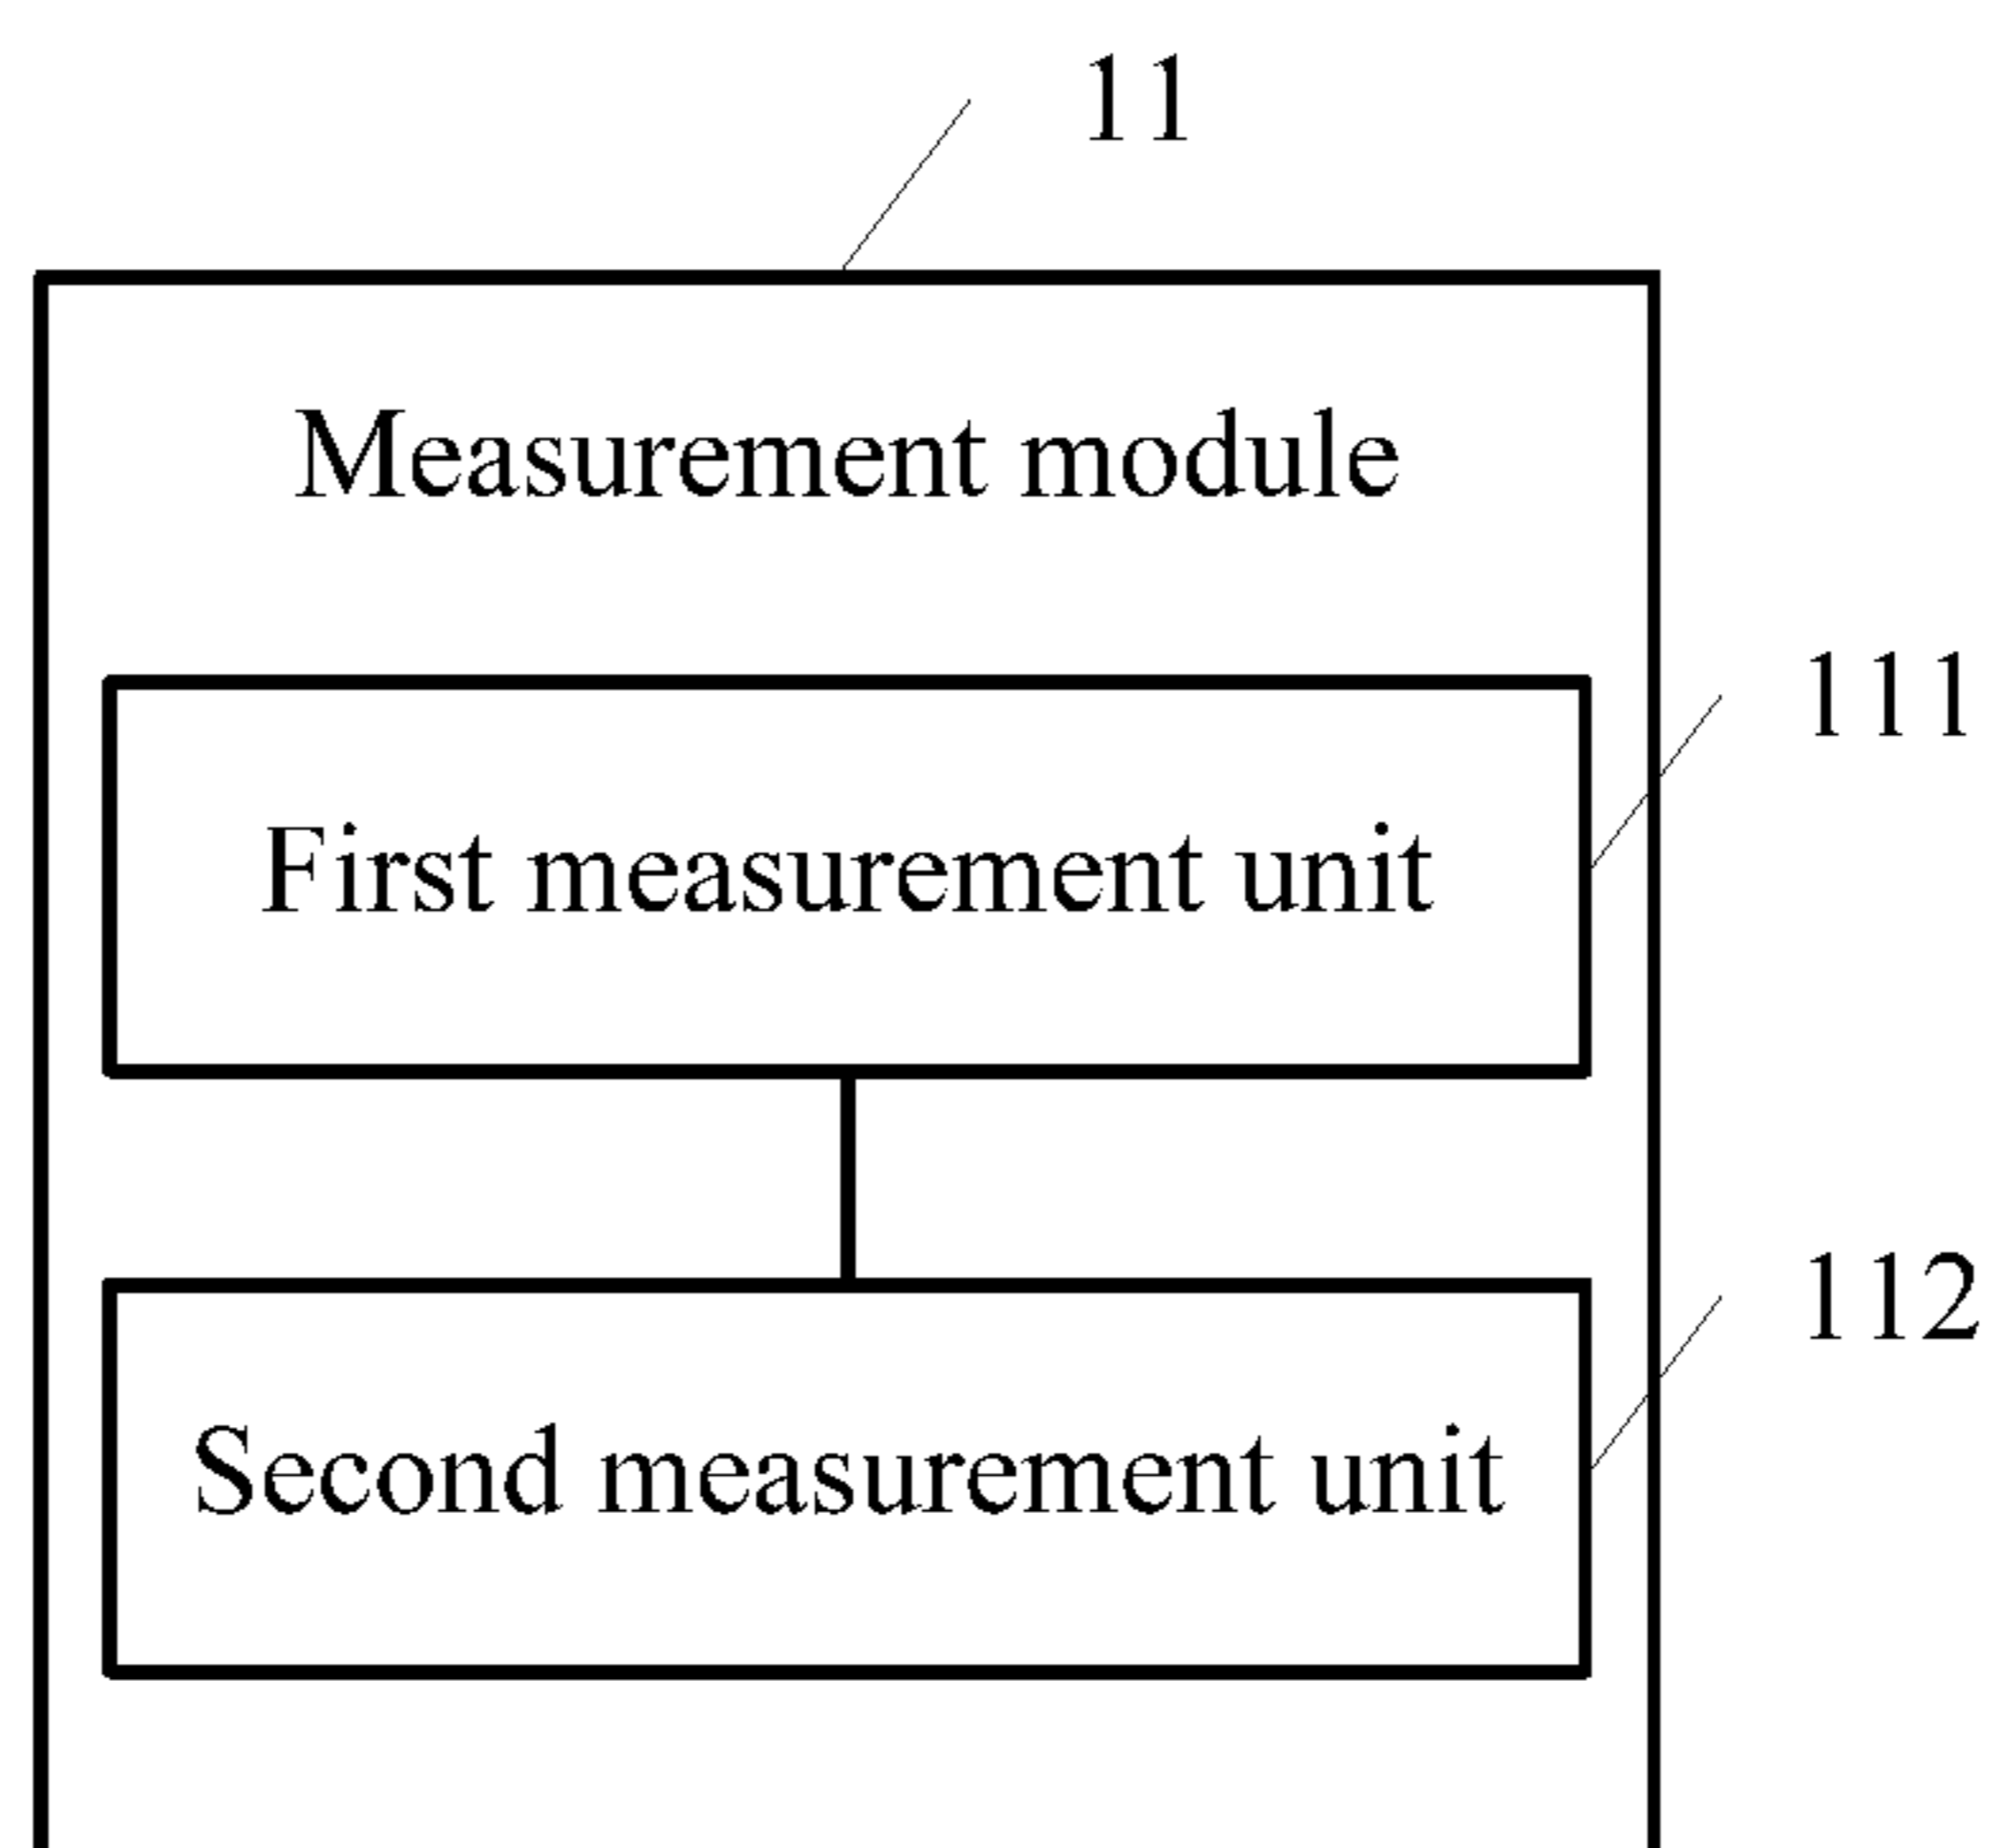 11
Measurement module
111
First measurement unit
112
Second measurement unit